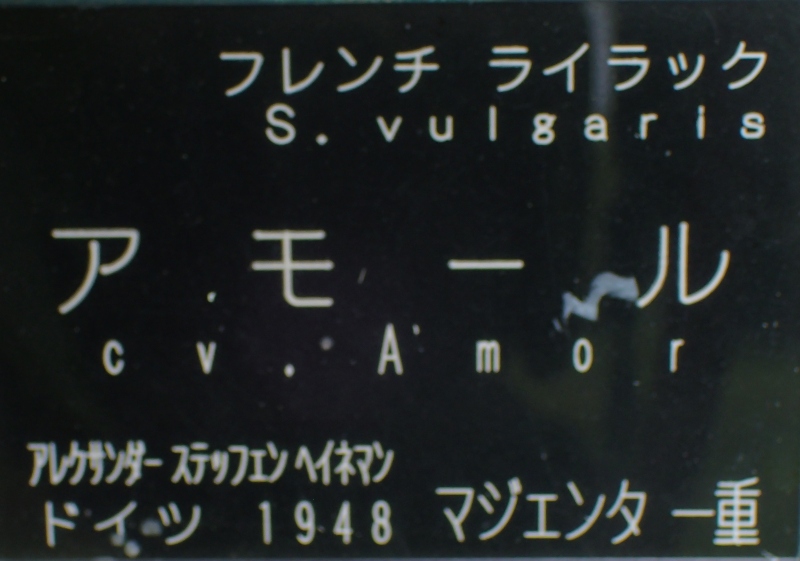 フレンチ ライラック
S. vulgaris
アモール
cv. Amor
アレクサンダー ステッフェン ヘイネマン
ドイツ 1948 マジェンタ 一重